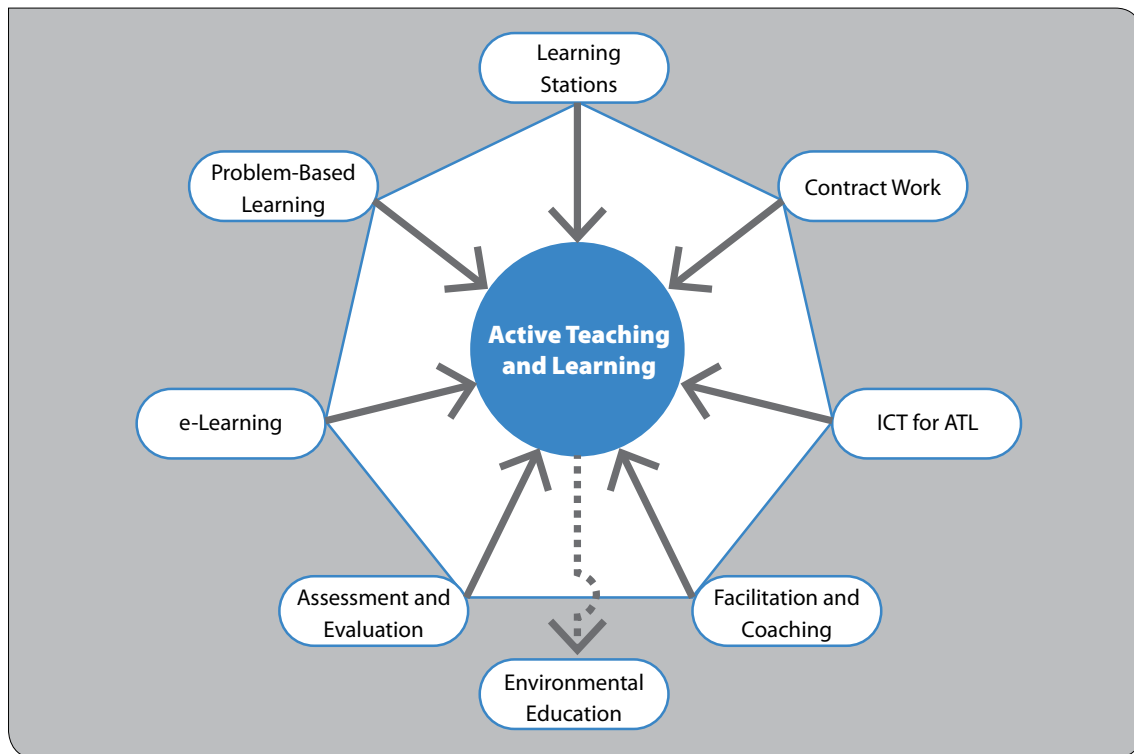 Learning
Stations
Problem-Based
Learning
Contract Work
Active Teaching
and Learning
e-Learning
ICT for ATL
Assessment and
Evaluation
Facilitation and
Coaching
Environmental
Education